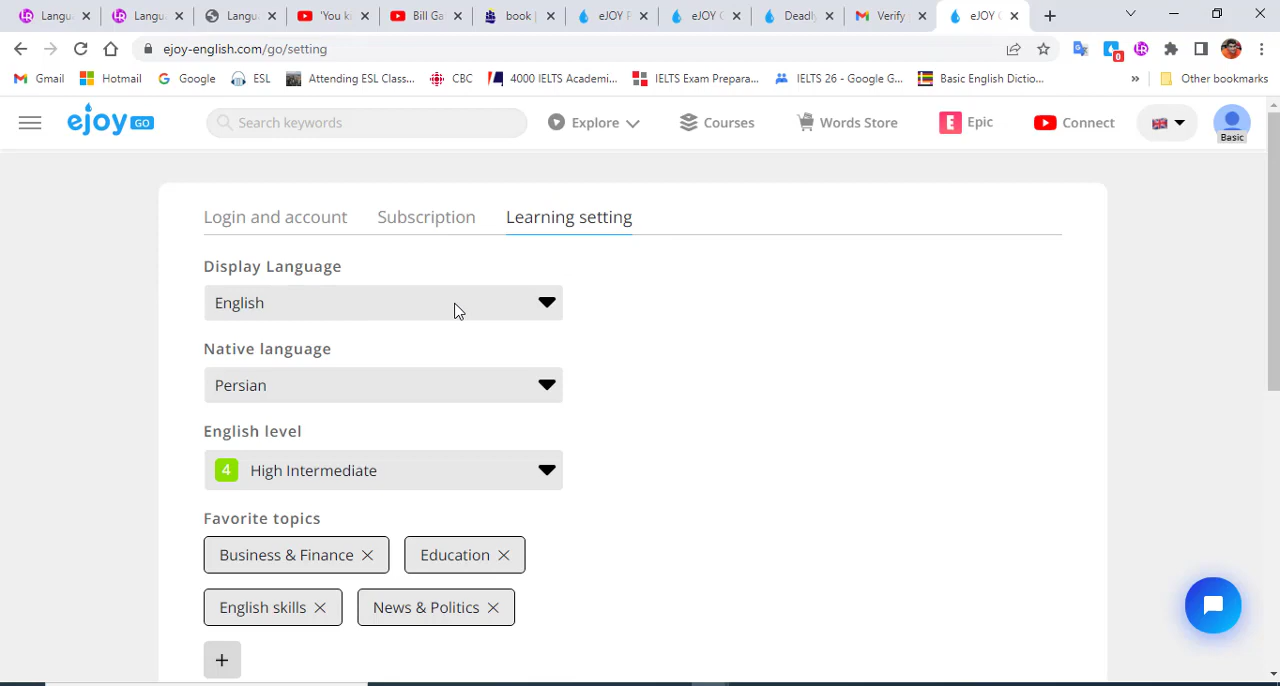 Langu
Langu
Langu
'You k
Bill Ga
book |
eJOY F
eJOY C
Deadly
Verify
eJOY C
ejoy-english.com/go/setting
0
Gmail
Hotmail
Google
ESL
Attending ESL Class...
CBC
4000 IELTS Academi...
IELTS Exam Prepara...
IELTS 26 - Google G...
Basic English Dictio...
»
Other bookmarks
ejoy GO
search keywords
Explore
Courses
Words Store
E Epic
Connect
Basic
Login and account
Subscription
Learning setting
Display Language
English
Native language
Persian
English level
4 High Intermediate
Favorite topics
Business & Finance
Education
English skills
News & Politics
+